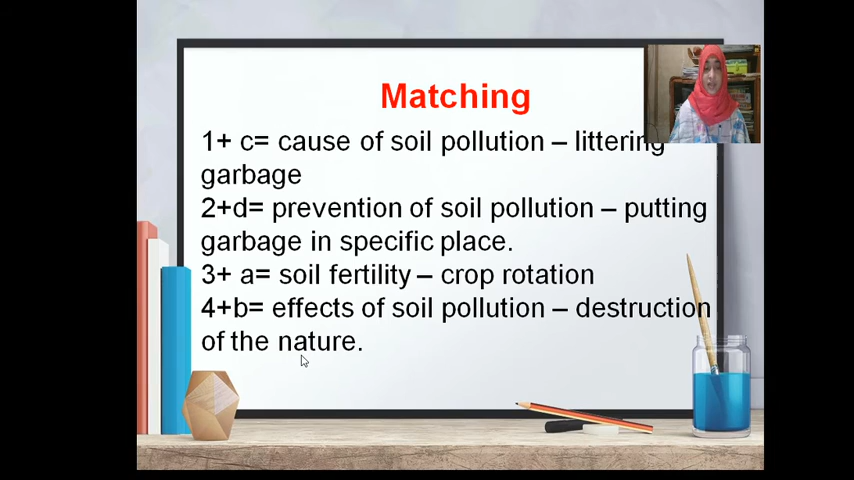 Matching
1+ c= cause of soil pollution – littering
garbage
2+d= prevention of soil pollution – putting
garbage in specific place.
3+ a= soil fertility – crop rotation
4+b= effects of soil pollution – destruction
of the nature.